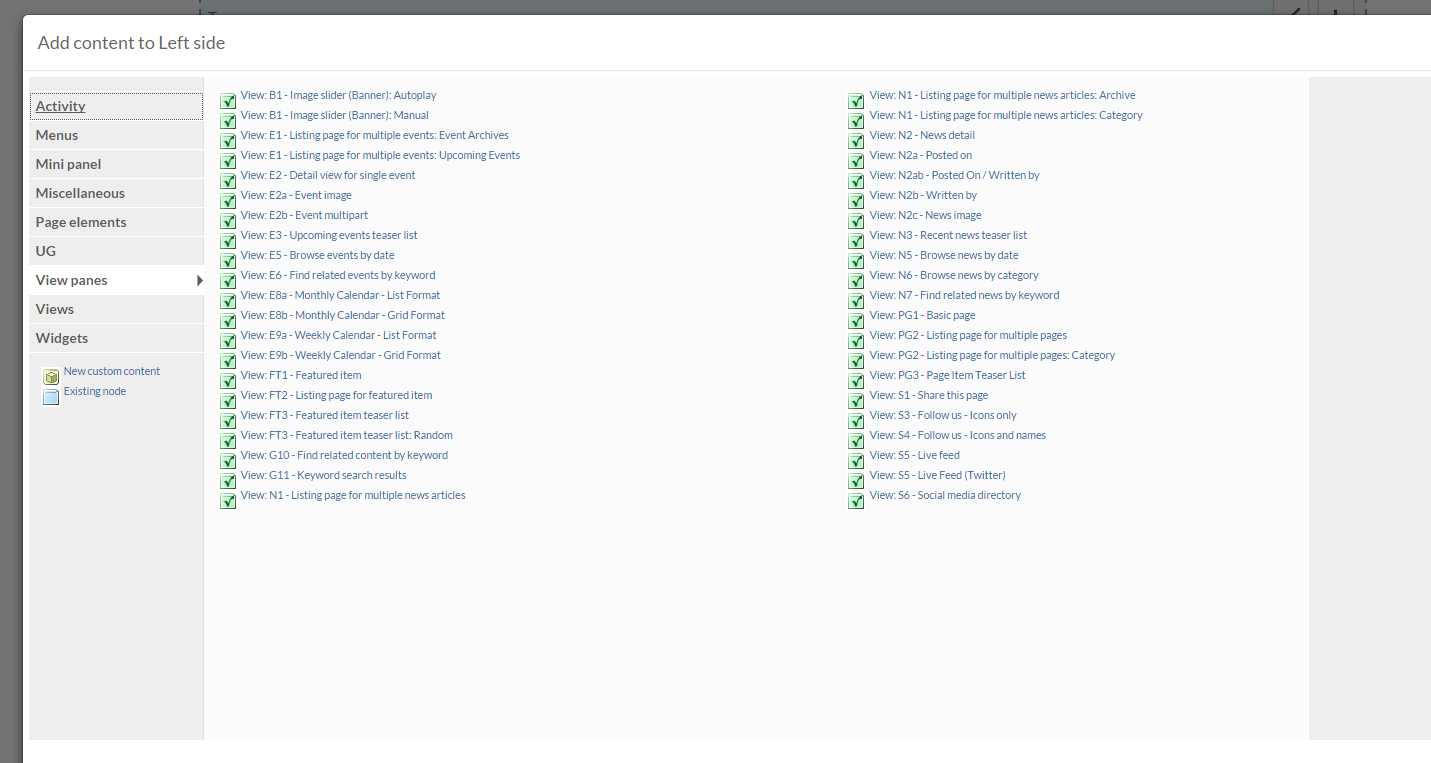 Add content to Left side
Activity
Menus
Mini panel
Miscellaneous
Page elements
UG
View panes
Views
Widgets
New custom content
Existing node
View: B1 - Image slider (Banner): Autoplay
View: B1 - Image slider (Banner): Manual
View: E1 - Listing page for multiple events: Event Archives
View: E1 - Listing page for multiple events: Upcoming Events
View: E2 - Detail view for single event
View: E2a - Event image
View: E2b - Event multipart
View: E3 - Upcoming events teaser list
View: E5 - Browse events by date
View: E6 - Find related events by keyword
View: E8a - Monthly Calendar - List Format
View: E8b - Monthly Calendar - Grid Format
View: E9a - Weekly Calendar - List Format
View: E9b - Weekly Calendar - Grid Format
View: FT1 - Featured item
View: FT2 - Listing page for featured item
View: FT3 - Featured item teaser list
View: FT3 - Featured item teaser list: Random
View: G10 - Find related content by keyword
View: G11 - Keyword search results
View: N1 - Listing page for multiple news articles
View: N1 - Listing page for multiple news articles: Archive
View: N1 - Listing page for multiple news articles: Category
View: N2 - News detail
View: N2a - Posted on
View: N2ab - Posted On / Written by
View: N2b - Written by
View: N2c - News image
View: N3 - Recent news teaser list
View: N5 - Browse news by date
View: N6 - Browse news by category
View: N7 - Find related news by keyword
View: PG1 - Basic page
View: PG2 - Listing page for multiple pages
View: PG2 - Listing page for multiple pages: Category
View: PG3 - Page Item Teaser List
View: S1 - Share this page
View: S3 - Follow us - Icons only
View: S4 - Follow us - Icons and names
View: S5 - Live feed
View: S5 - Live Feed (Twitter)
View: S6 - Social media directory